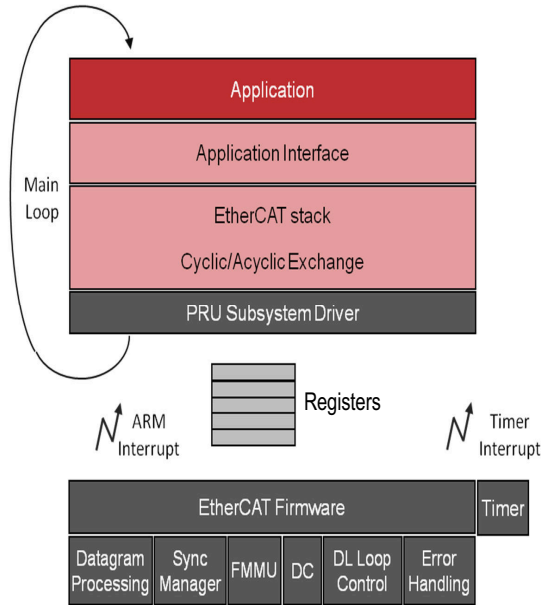 Application
Application Interface
Main
Loop
EtherCAT stack
Cyclic/Acyclic Exchange
PRU Subsystem Driver
ARM
Interrupt
Registers
Timer
Interrupt
EtherCAT Firmware
Timer
Datagram
Processing
Sync
Manager
FMMU
DC
DL Loop
Control
Error
Handling